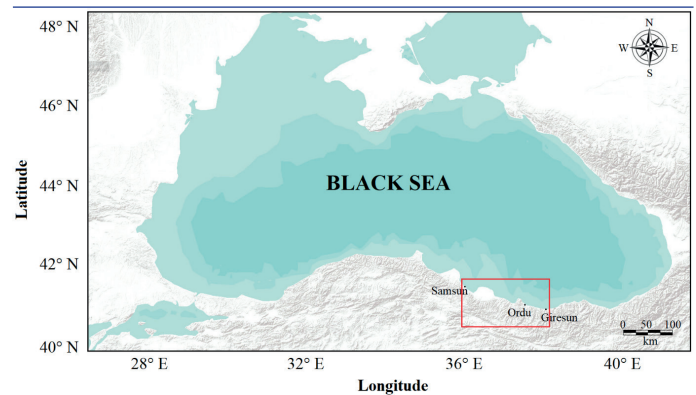 48° N
46° N
44° N
42° N
40° N
Latitude
N
W E
S
BLACK SEA
Samsun
Ordu
Giresun
0 50 100
km
28° E 32° E 36° E 40° E
Longitude